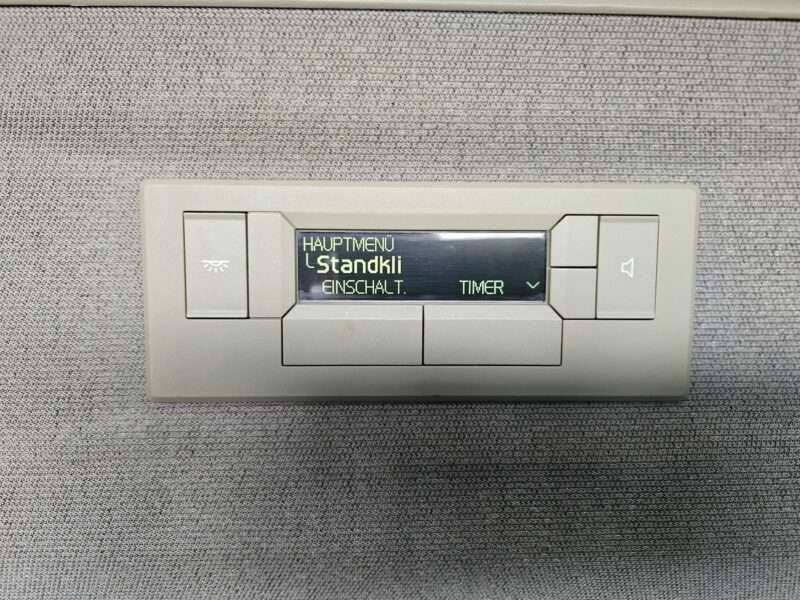 HAUPTMENÜ
Standkli
EINSCHALT. TIMER